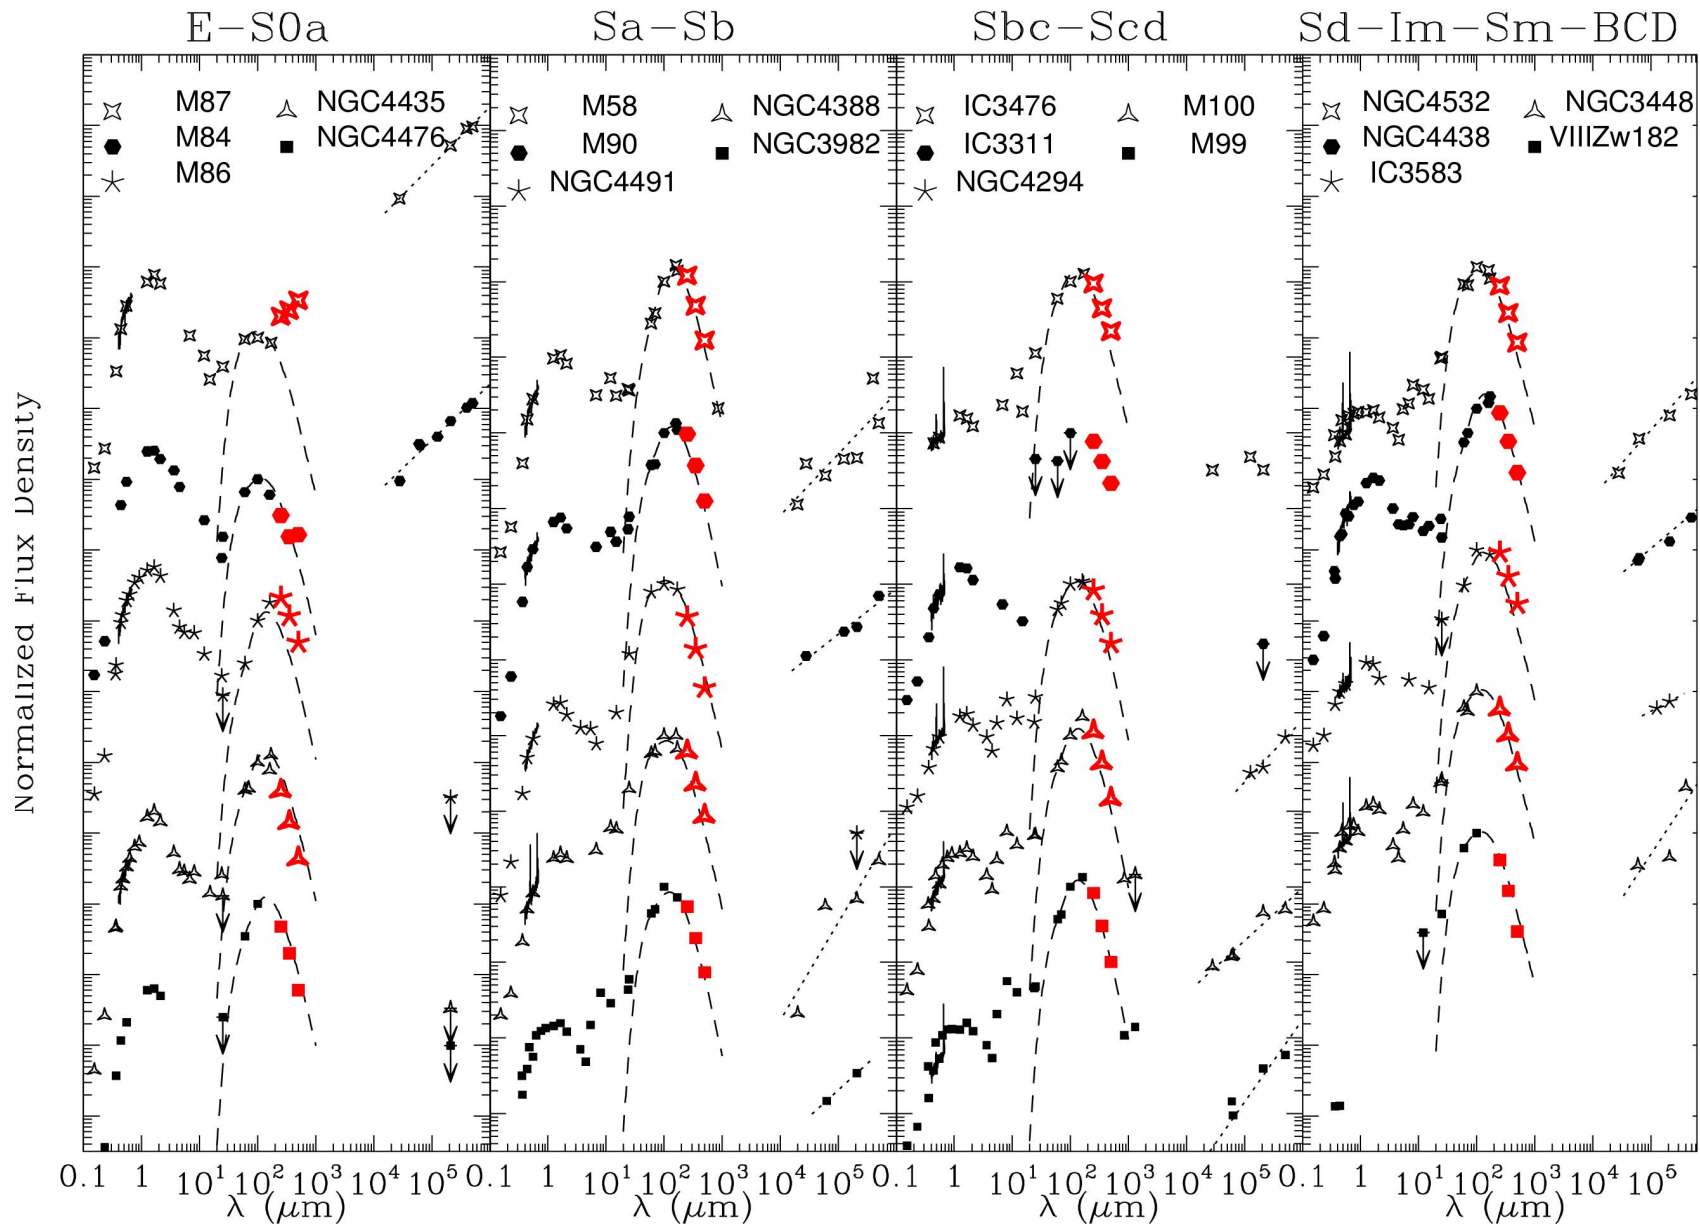 E-S0a Sa-Sb Sbc-Scd Sd-Im-Sm-BCD
M87 NGC4435 M58 NGC4388 IC3476 M100 NGC4532 NGC3448
M84 NGC4476 M90 NGC3982 IC3311 M99 NGC4438 VIIIZw182
M86 NGC4491 NGC4294 IC3583
Normalized Flux Density
0.1 1 10¹ 10² 10³ 10⁴ 10⁵ 0.1 1 10¹ 10² 10³ 10⁴ 10⁵ 0.1 1 10¹ 10² 10³ 10⁴ 10⁵ 0.1 1 10¹ 10² 10³ 10⁴ 10⁵
λ (μm) λ (μm) λ (μm) λ (μm)